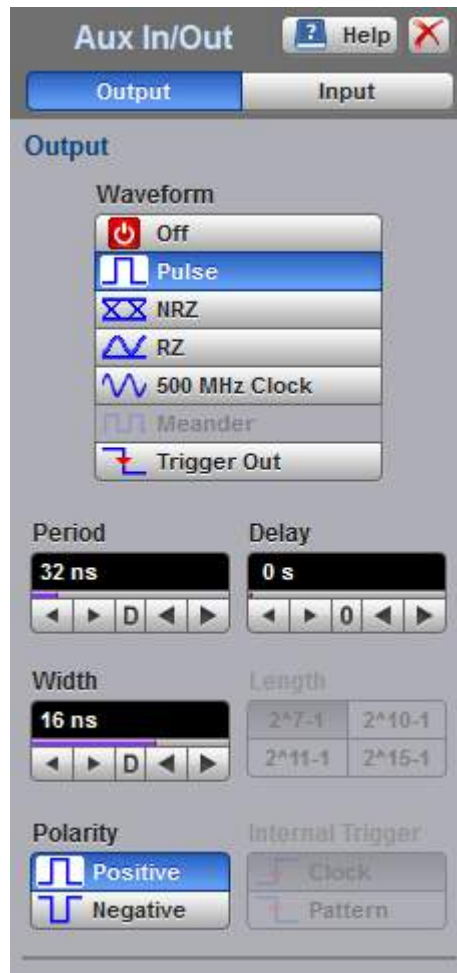 Aux In/Out
? Help
Output Input
Output
Waveform
Off
Pulse
NRZ
RZ
500 MHz Clock
Meander
Trigger Out
Period Delay
32 ns 0 s
D 0
Width Length
16 ns 2^7-1 2^10-1
D 2^11-1 2^15-1
Polarity Internal Trigger
Positive Clock
Negative Pattern